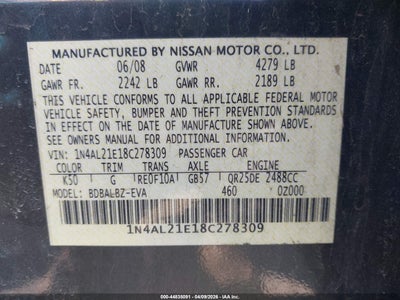 MANUFACTURED BY NISSAN MOTOR CO., LTD.
DATE 06/08 GVWR 4279 LB
GAWR FR. 2242 LB GAWR RR. 2189 LB
THIS VEHICLE CONFORMS TO ALL APPLICABLE FEDERAL MOTOR
VEHICLE SAFETY, BUMPER AND THEFT PREVENTION STANDARDS
IN EFFECT ON THE DATE OF MANUFACTURE SHOWN ABOVE.
SEE OWNERS MANUAL FOR ADDITIONAL INFORMATION.
VIN: 1N4AL21E18C278309 PASSENGER CAR
COLOR TRIM TRANS AXLE ENGINE
K50 G RE0F10A GB57 QR25DE 2488CC
MODEL: BDBALBZ-EVA 460 0Z000
1N4AL21E18C278309
000-44838091 - 04/09/2026 - IAAI.COM